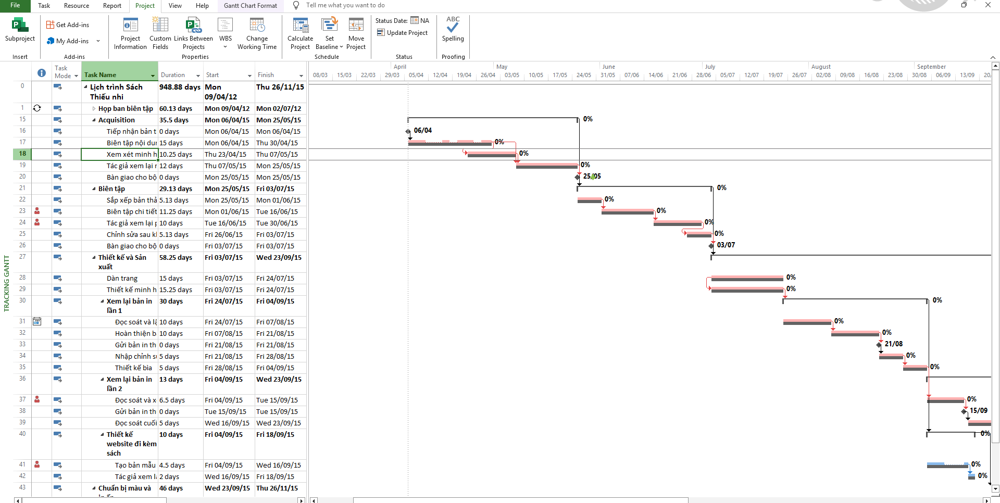 File Task Resource Report Project View Help Gantt Chart Format Tell me what you want to do
Subproject
Get Add-ins
My Add-ins
Project Information
Custom Fields
Links Between Projects
WBS
Change Working Time
Calculate Project
Set Baseline
Move Project
Status Date: NA
Update Project
ABC
Spelling
Insert Add-ins Properties Schedule Status Proofing
Task Mode Task Name Duration Start Finish
April May June July August September
08/03 15/03 22/03 29/03 05/04 12/04 19/04 26/04 03/05 10/05 17/05 24/05 31/05 07/06 14/06 21/06 28/06 05/07 12/07 19/07 26/07 02/08 09/08 16/08 23/08 30/08 06/09 13/09 20/
TRACKING GANTT
0 Lịch trình Sách Thiếu nhi 948.88 days Mon 09/04/12 Thu 26/11/15
1 Họp ban biên tập 60.13 days Mon 09/04/12 Mon 02/07/12
15 Acquisition 35.5 days Mon 06/04/15 Mon 25/05/15 0%
16 Tiếp nhận bản t 0 days Mon 06/04/15 Mon 06/04/15 06/04
17 Biên tập nội dur 15 days Mon 06/04/15 Thu 30/04/15 0%
18 Xem xét minh h 10.25 days Thu 23/04/15 Thu 07/05/15 0%
19 Tác giả xem lại 12 days Thu 07/05/15 Mon 25/05/15 0%
20 Bàn giao cho bộ 0 days Mon 25/05/15 Mon 25/05/15 25/05
21 Biên tập 29.13 days Mon 25/05/15 Fri 03/07/15 0%
22 Sắp xếp bản thả 5.13 days Mon 25/05/15 Mon 01/06/15 0%
23 Biên tập chi tiết 11.25 days Mon 01/06/15 Tue 16/06/15 0%
24 Tác giả xem lại 10 days Tue 16/06/15 Tue 30/06/15 0%
25 Chỉnh sửa sau 5.13 days Fri 26/06/15 Fri 03/07/15 0%
26 Bàn giao cho bộ 0 days Fri 03/07/15 Fri 03/07/15 03/07
27 Thiết kế và Sản xuất 58.25 days Fri 03/07/15 Wed 23/09/15
28 Dàn trang 15 days Fri 03/07/15 Fri 24/07/15 0%
29 Thiết kế minh h 15.25 days Fri 03/07/15 Fri 24/07/15 0%
30 Xem lại bản in lần 1 30 days Fri 24/07/15 Fri 04/09/15 0%
31 Đọc soát và 10 days Fri 24/07/15 Fri 07/08/15 0%
32 Hoàn thiện b 10 days Fri 07/08/15 Fri 21/08/15 0%
33 Gửi bản in th 0 days Fri 21/08/15 Fri 21/08/15 21/08
34 Nhập chỉnh 5 days Fri 21/08/15 Fri 28/08/15 0%
35 Thiết kế bìa 5 days Fri 28/08/15 Fri 04/09/15 0%
36 Xem lại bản in lần 2 13 days Fri 04/09/15 Wed 23/09/15
37 Đọc soát và x 6.5 days Fri 04/09/15 Tue 15/09/15 0%
38 Gửi bản in th 0 days Tue 15/09/15 Tue 15/09/15 15/09
39 Đọc soát cuối 5 days Wed 16/09/15 Wed 23/09/15
40 Thiết kế website đi kèm sách 10 days Fri 04/09/15 Fri 18/09/15 0%
41 Tạo bản mẫu 4.5 days Fri 04/09/15 Wed 16/09/15 0%
42 Tác giả xem 2 days Wed 16/09/15 Fri 18/09/15 0%
43 Chuẩn bị màu và 46 days Wed 23/09/15 Thu 26/11/15